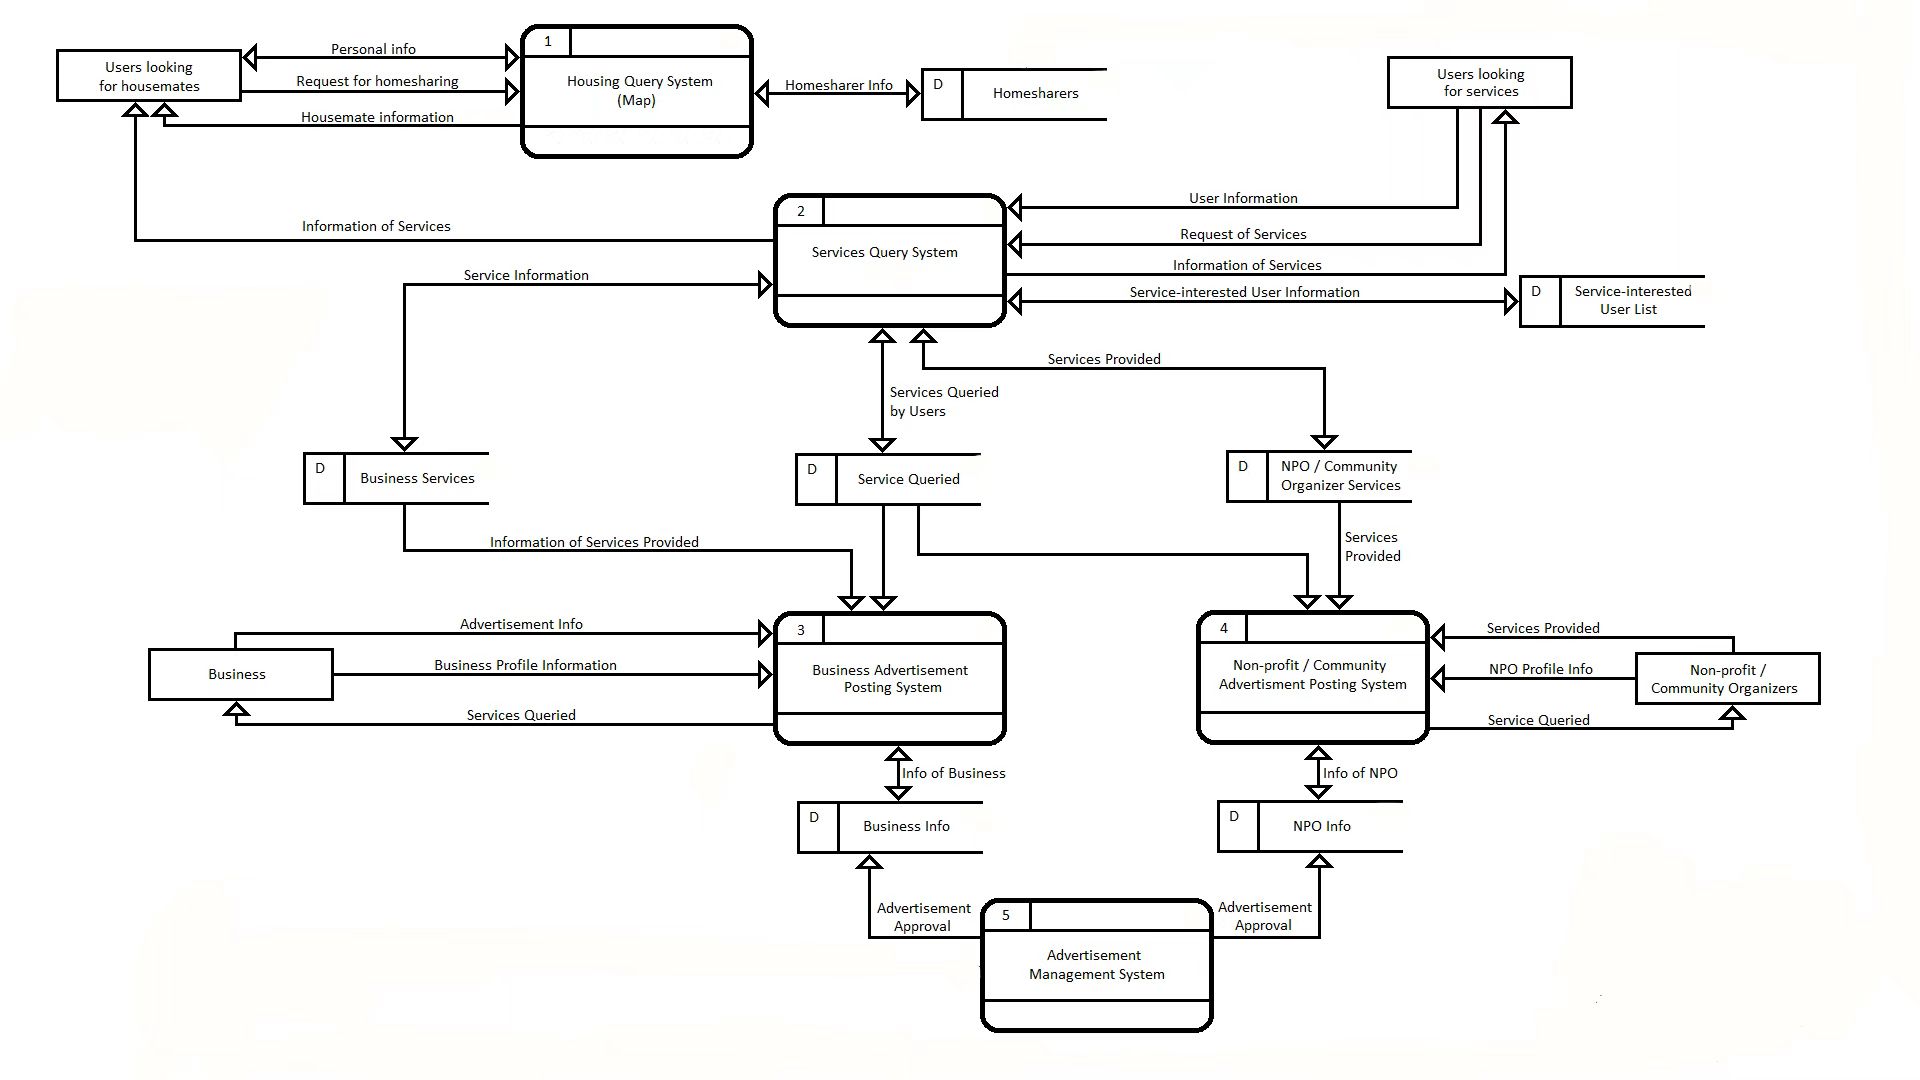 Users looking
for housemates
Personal info
Request for homesharing
Housemate information
1
Housing Query System
(Map)
Homesharer Info
D
Homesharers
Users looking
for services
2
Services Query System
Information of Services
Service Information
User Information
Request of Services
Information of Services
Service-interested User Information
D
Service-interested
User List
Services Queried
by Users
Services Provided
D
Business Services
D
Service Queried
D
NPO / Community
Organizer Services
Information of Services Provided
Services
Provided
Advertisement Info
Business
Business Profile Information
Services Queried
3
Business Advertisement
Posting System
4
Non-profit / Community
Advertisment Posting System
Services Provided
NPO Profile Info
Service Queried
Non-profit /
Community Organizers
Info of Business
Info of NPO
D
Business Info
D
NPO Info
Advertisement
Approval
5
Advertisement
Management System
Advertisement
Approval